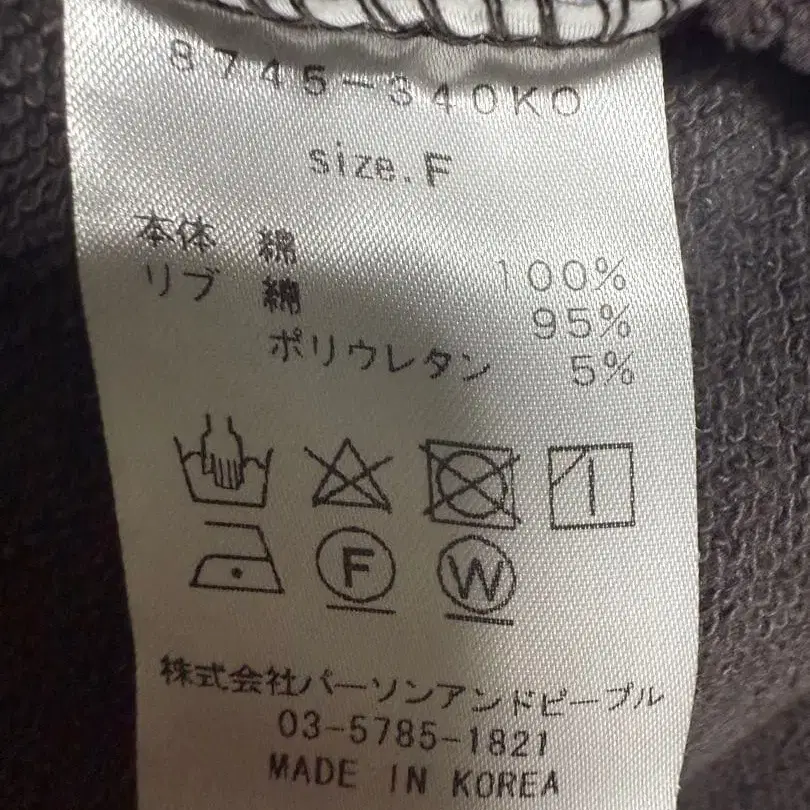 8745-340KO
size.F
本体 綿 100%
リブ 綿 95%
ポリウレタン 5%
F W
株式会社パーソンアンドピープル
03-5785-1821
MADE IN KOREA